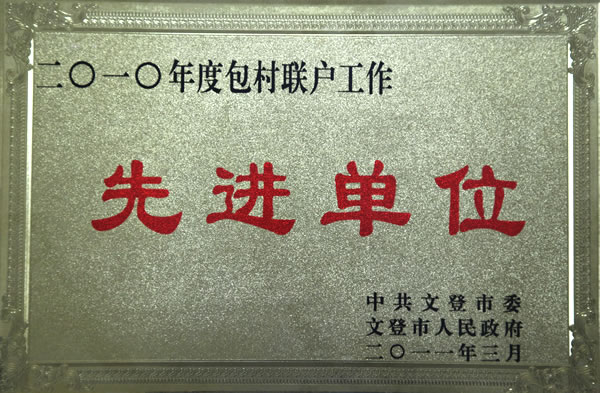 二〇一〇年度包村联户工作
先进单位
中共文登市委
文登市人民政府
二〇一一年三月